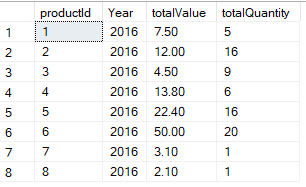 productId Year totalValue totalQuantity
1 1 2016 7.50 5
2 2 2016 12.00 16
3 3 2016 4.50 9
4 4 2016 13.80 6
5 5 2016 22.40 16
6 6 2016 50.00 20
7 7 2016 3.10 1
8 8 2016 2.10 1